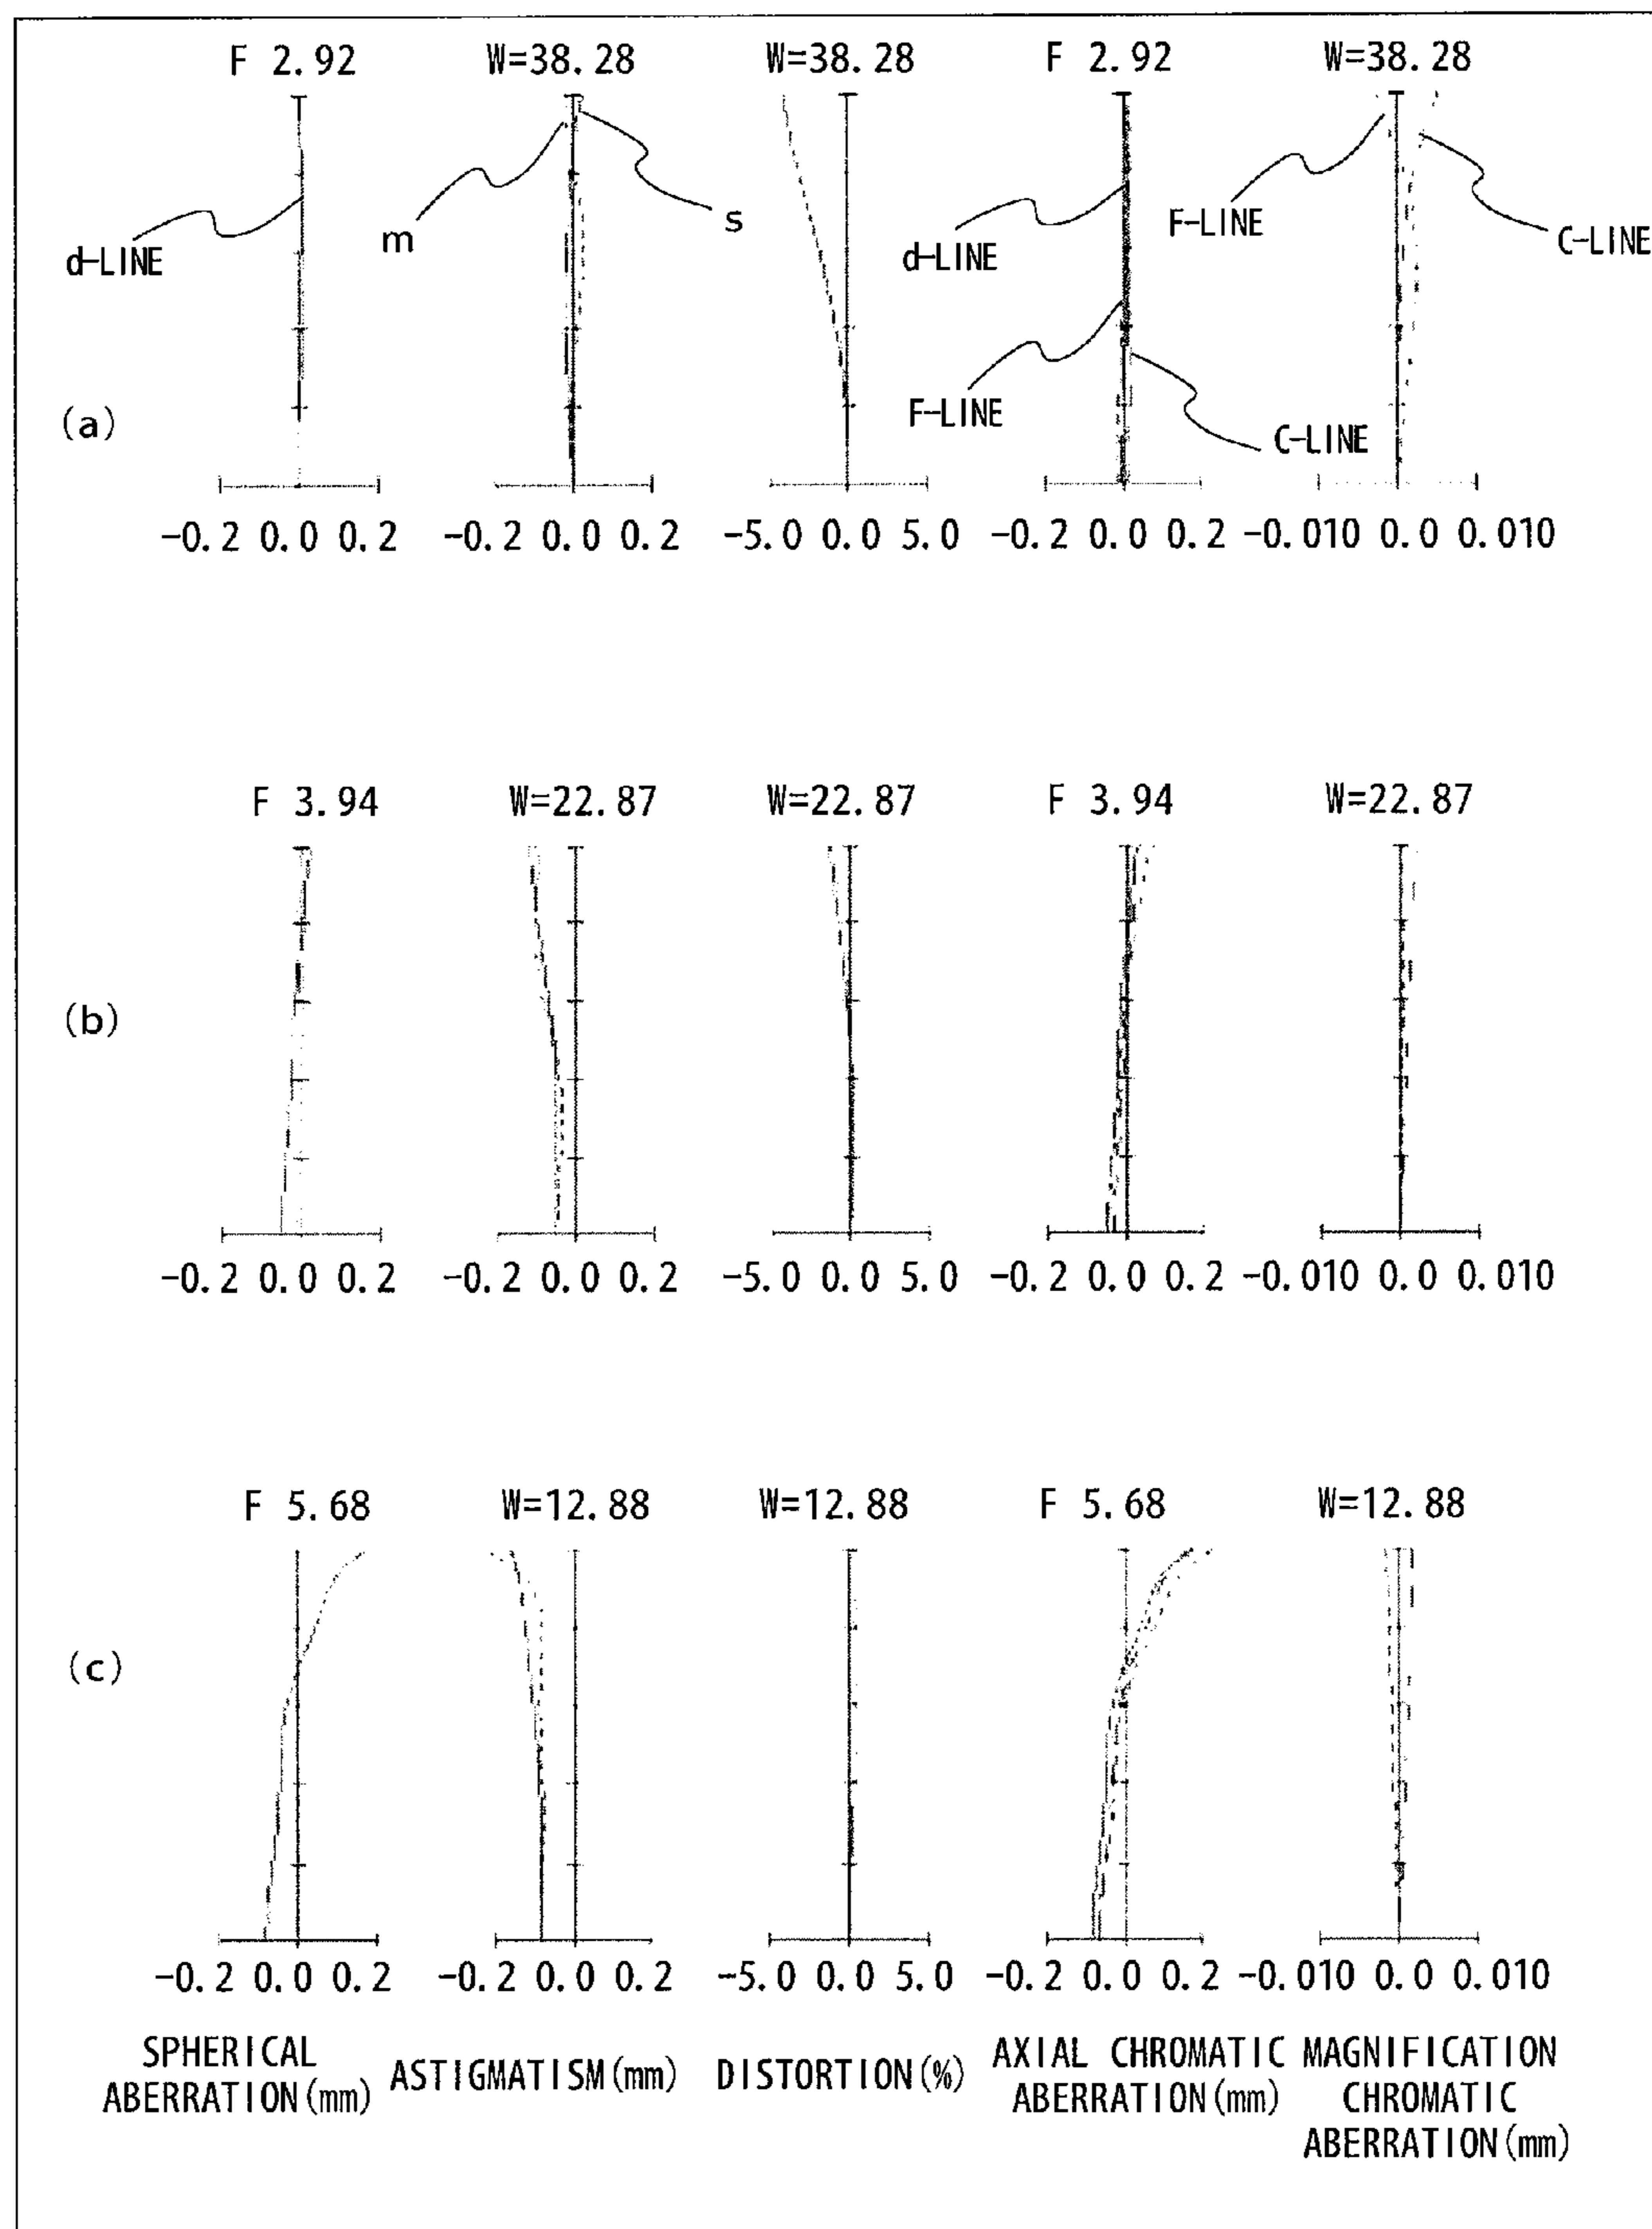 F 2.92 W=38.28 W=38.28 F 2.92 W=38.28
d-LINE m s d-LINE F-LINE C-LINE
F-LINE C-LINE
(a)
-0.2 0.0 0.2 -0.2 0.0 0.2 -5.0 0.0 5.0 -0.2 0.0 0.2 -0.010 0.0 0.010
F 3.94 W=22.87 W=22.87 F 3.94 W=22.87
(b)
-0.2 0.0 0.2 -0.2 0.0 0.2 -5.0 0.0 5.0 -0.2 0.0 0.2 -0.010 0.0 0.010
F 5.68 W=12.88 W=12.88 F 5.68 W=12.88
(c)
-0.2 0.0 0.2 -0.2 0.0 0.2 -5.0 0.0 5.0 -0.2 0.0 0.2 -0.010 0.0 0.010
SPHERICAL
ABERRATION(mm)
ASTIGMATISM(mm)
DISTORTION(%)
AXIAL CHROMATIC
ABERRATION(mm)
MAGNIFICATION
CHROMATIC
ABERRATION(mm)